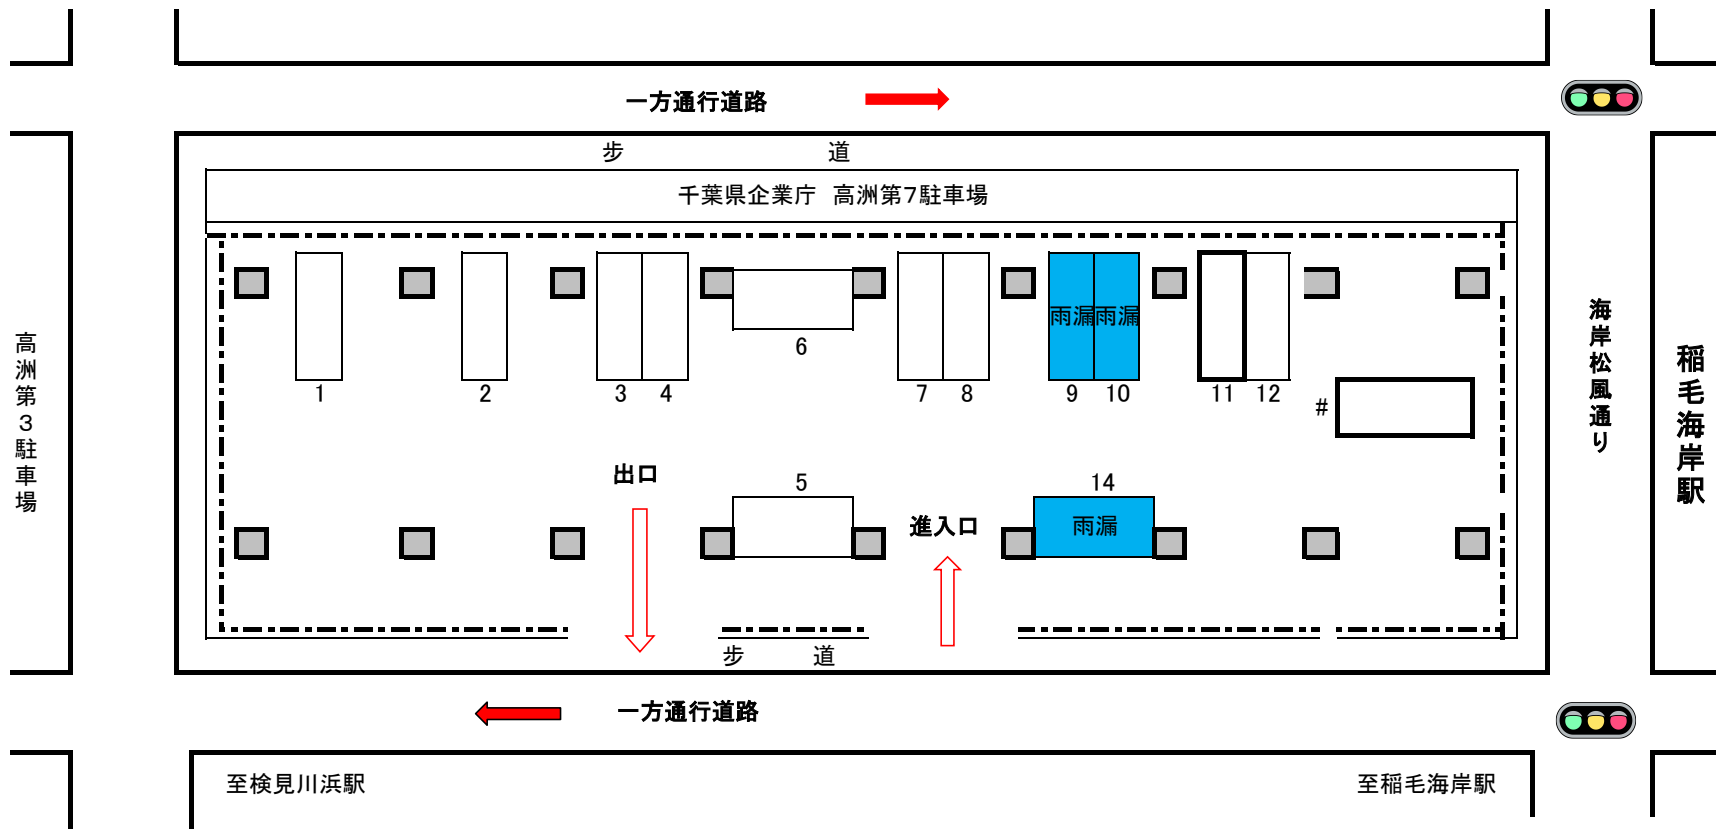 一方通行道路
步 道
千葉県企業庁 高洲第7駐車場
雨漏 雨漏
1 2 3 4 6 7 8 9 10 11 12
#
高洲第3駐車場
海岸松風通り
稲毛海岸駅
出口
5
14
進入口
雨漏
歩 道
一方通行道路
至検見川浜駅
至稲毛海岸駅